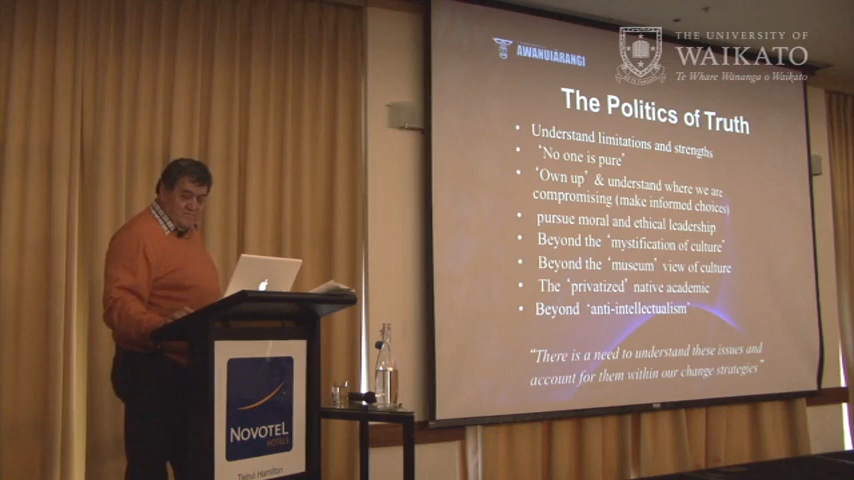 THE UNIVERSITY OF
WAIKATO
Te Whare Wānanga o Waikato
AWANUIĀRANGI
The Politics of Truth
• Understand limitations and strengths
• 'No one is pure'
• 'Own up' & understand where we are
compromising (make informed choices)
• pursue moral and ethical leadership
• Beyond the 'mystification of culture'
• Beyond the 'museum' view of culture
• The 'privatized' native academic
• Beyond 'anti-intellectualism'
"There is a need to understand these issues and
account for them within our change strategies"
NOVOTEL
HOTELS
Tainui Hamilton